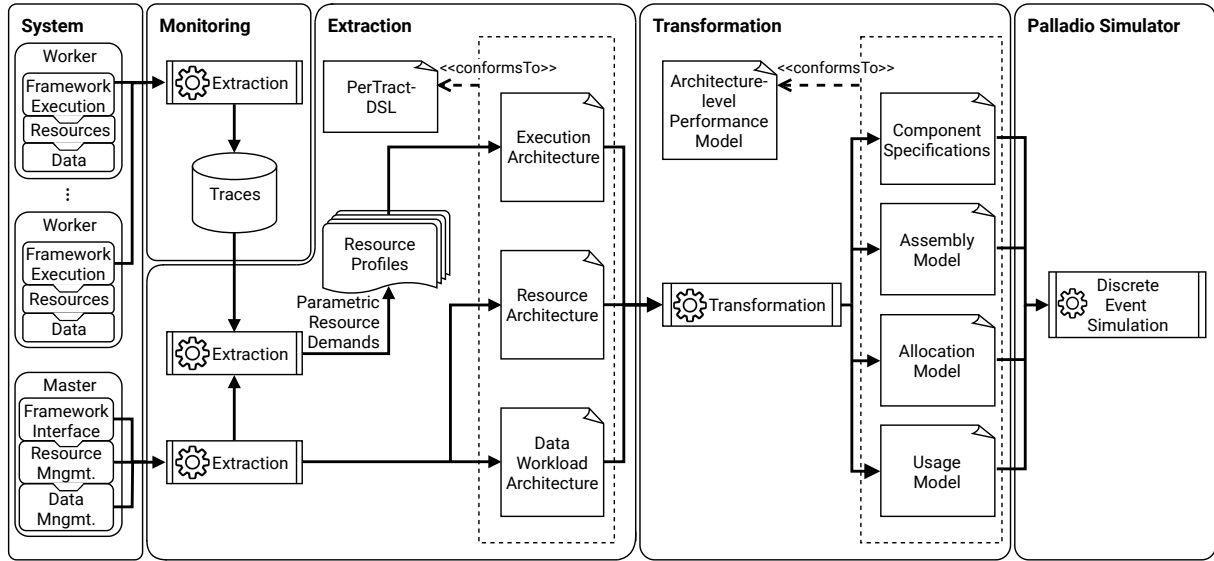 System
Worker
Framework
Execution
Resources
Data
⋮
Worker
Framework
Execution
Resources
Data
Master
Framework
Interface
Resource
Mngmt.
Data
Mngmt.
Monitoring
Extraction
Traces
Extraction
Extraction
Extraction
PerTract-
DSL
<<conformsTo>>
Resource
Profiles
Parametric
Resource
Demands
Execution
Architecture
Resource
Architecture
Data
Workload
Architecture
Transformation
Architecture-
level
Performance
Model
<<conformsTo>>
Transformation
Component
Specifications
Assembly
Model
Allocation
Model
Usage
Model
Palladio Simulator
Discrete
Event
Simulation